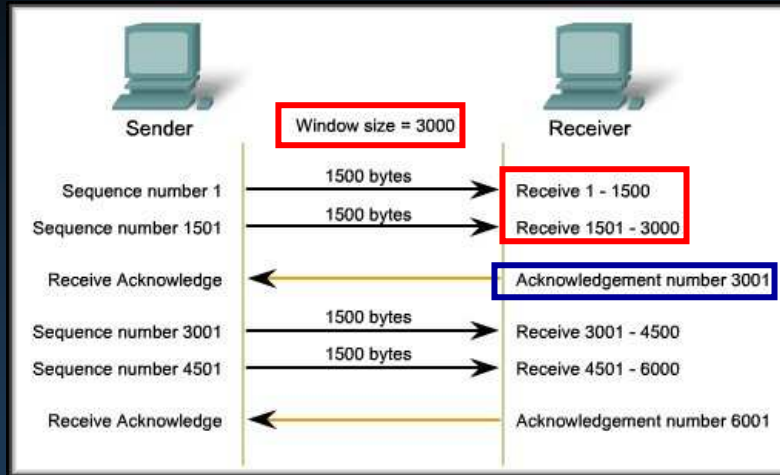 Sender Window size = 3000 Receiver
Sequence number 1 1500 bytes Receive 1 - 1500
Sequence number 1501 1500 bytes Receive 1501 - 3000
Receive Acknowledge Acknowledgement number 3001
Sequence number 3001 1500 bytes Receive 3001 - 4500
Sequence number 4501 1500 bytes Receive 4501 - 6000
Receive Acknowledge Acknowledgement number 6001